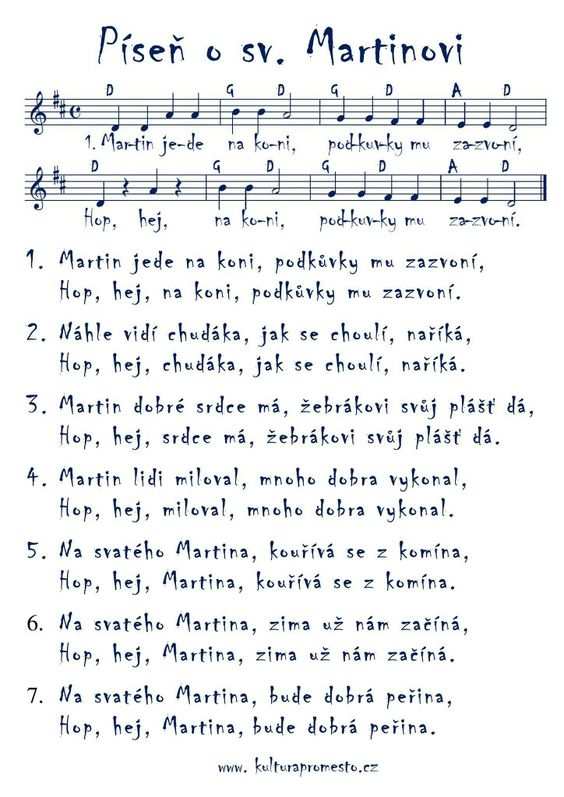 Píseň o sv. Martinovi
D G D G D A D
1. Mar-tin je-de na ko-ni, pod-kuv-ky mu za-zvo-ní,
D G D G D A D
Hop, hej, na ko-ni, pod-kuv-ky mu za-zvo-ní.
1. Martin jede na koni, podkůvky mu zazvoní,
Hop, hej, na koni, podkůvky mu zazvoní.
2. Náhle vidí chudáka, jak se choulí, naříká,
Hop, hej, chudáka, jak se choulí, naříká.
3. Martin dobré srdce má, žebrákovi svůj plášť dá,
Hop, hej, srdce má, žebrákovi svůj plášť dá.
4. Martin lidi miloval, mnoho dobra vykonal,
Hop, hej, miloval, mnoho dobra vykonal.
5. Na svatého Martina, kouřívá se z komína,
Hop, hej, Martina, kouřívá se z komína.
6. Na svatého Martina, zima už nám začíná,
Hop, hej, Martina, zima už nám začíná.
7. Na svatého Martina, bude dobrá peřina,
Hop, hej, Martina, bude dobrá peřina.
www. kulturapromesto.cz